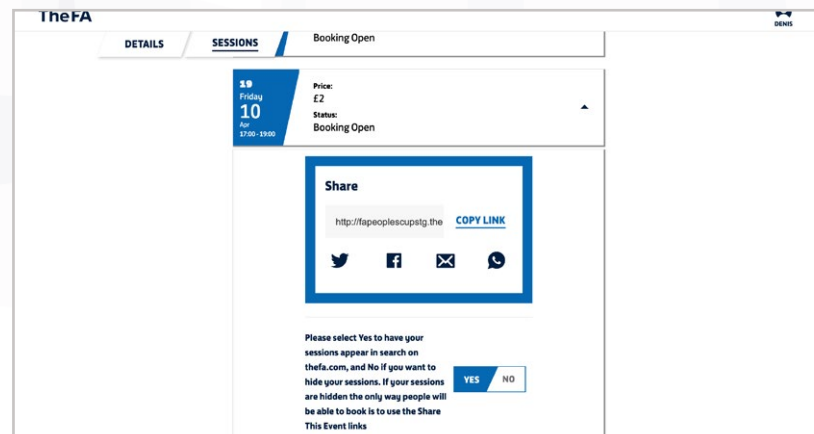 TheFA
DENIS
DETAILS
SESSIONS
Booking Open
19
Friday
10
Apr
17:00 - 19:00
Price:
£2
Status:
Booking Open
Share
http://fapeoplescupstg.the
COPY LINK
Please select Yes to have your
sessions appear in search on
thefa.com, and No if you want to
hide your sessions. If your sessions
are hidden the only way people will
be able to book is to use the Share
This Event links
YES
NO